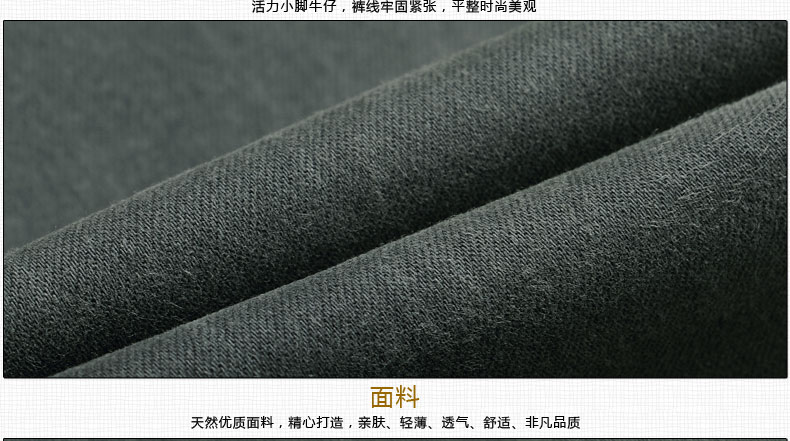 活力小脚牛仔，裤线牢固紧张，平整时尚美观
面料
天然优质面料，精心打造，亲肤、轻薄、透气、舒适、非凡品质